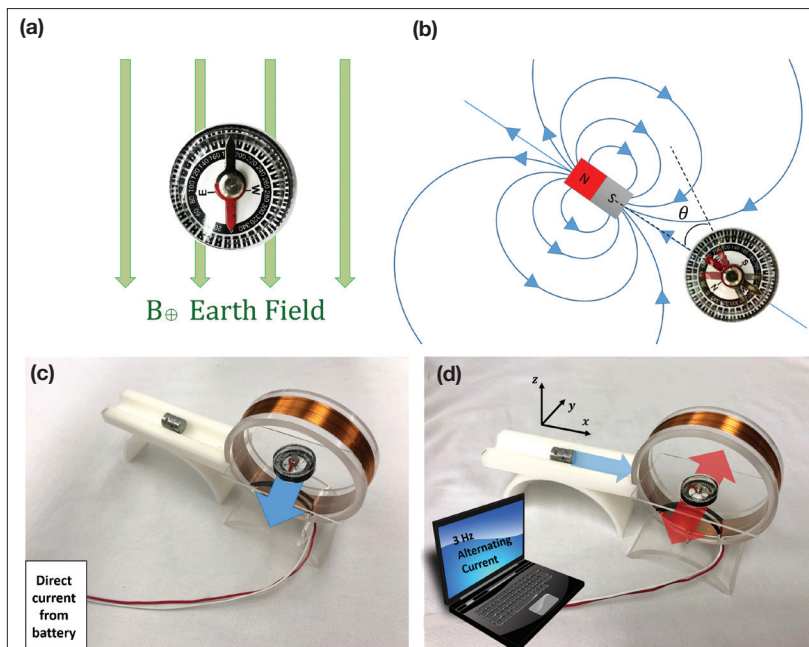 (a)
(b)
E
W
B⊕ Earth Field
N
S
θ
S
N
(c)
(d)
z
y
x
3 Hz
Alternating
Current
Direct
current
from
battery